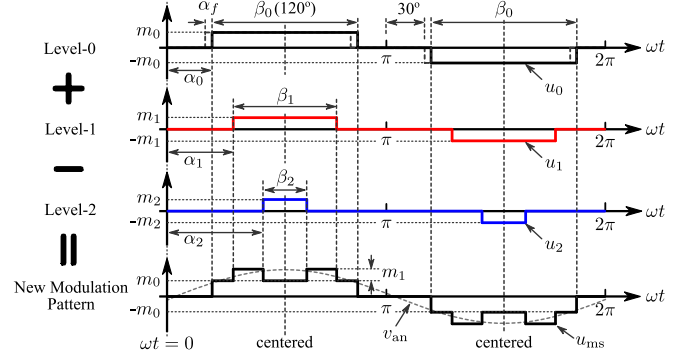 α_f β_0 (120°) 30° β_0
Level-0 m_0 -m_0 α_0 π u_0 2π ωt
+
Level-1 m_1 -m_1 α_1 β_1 π u_1 2π ωt
−
Level-2 m_2 -m_2 α_2 β_2 π u_2 2π ωt
=
New Modulation Pattern m_0 -m_0 m_1 π v_an u_ms 2π ωt
ωt = 0 centered centered